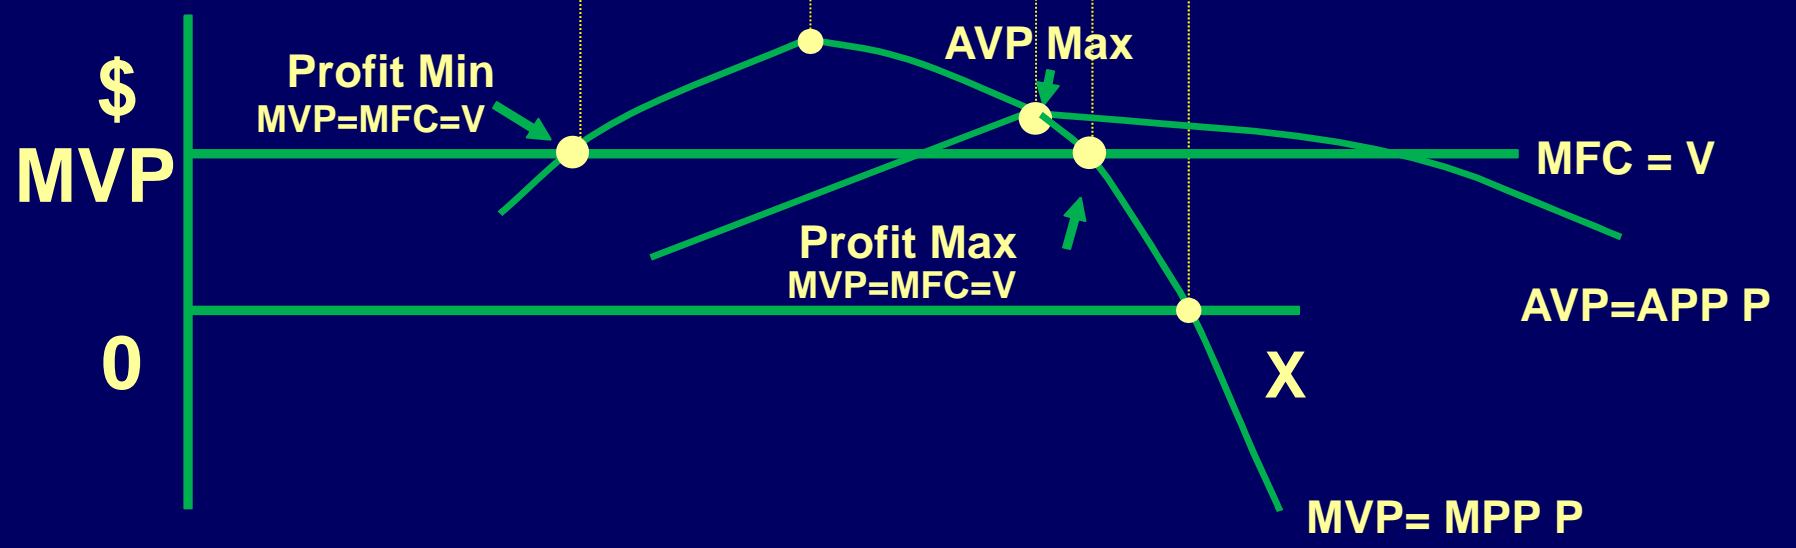 $
MVP
Profit Min
MVP=MFC=V
AVP Max
MFC = V
Profit Max
MVP=MFC=V
AVP=APP P
0
X
MVP= MPP P